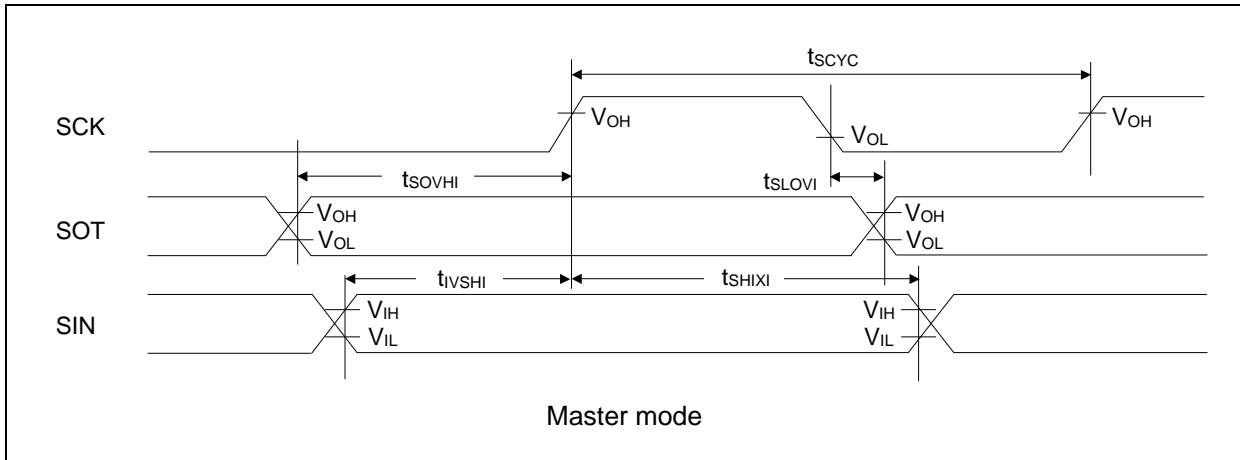 tSCYC
SCK
VOH
VOL
VOH
tSOVHI
tSLOVI
SOT
VOH
VOL
VOH
VOL
tIVSHI
tSHIXI
SIN
VIH
VIL
VIH
VIL
Master mode